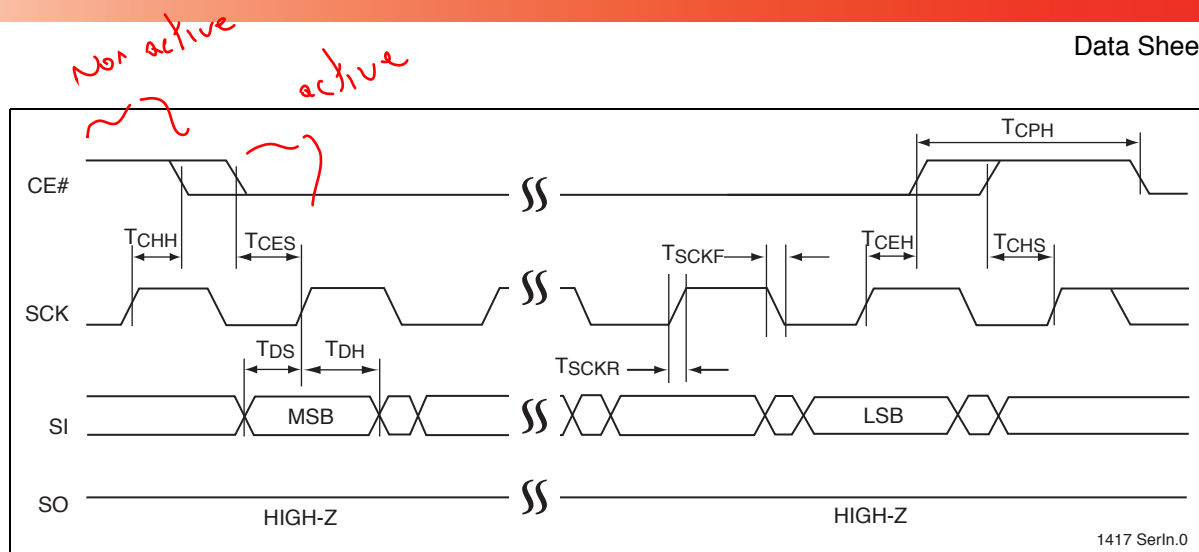 Data Shee
Non active
active
TCPH
CE#
TCHH
TCES
TSCKF
TCEH
TCHS
SCK
TDS
TDH
TSCKR
SI
MSB
LSB
SO
HIGH-Z
HIGH-Z
1417 SerIn.0